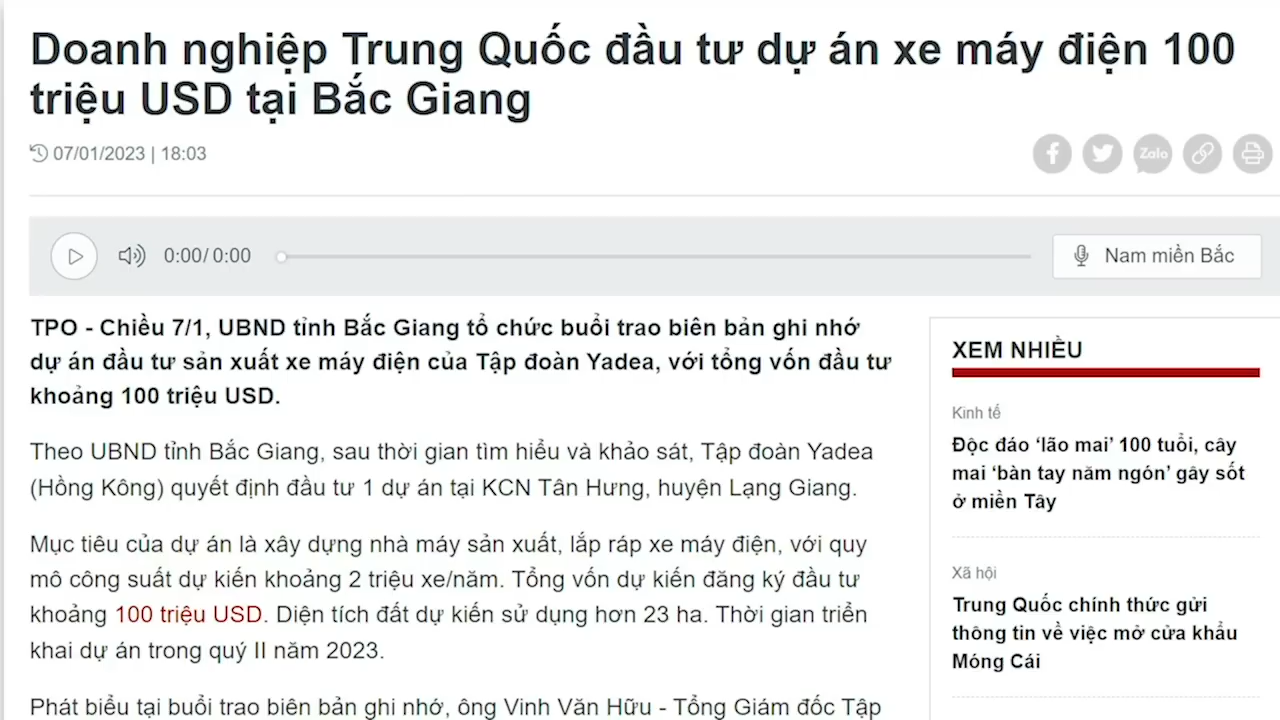 Doanh nghiệp Trung Quốc đầu tư dự án xe máy điện 100
triệu USD tại Bắc Giang
07/01/2023 | 18:03
Zalo
0:00/ 0:00
Nam miền Bắc
TPO - Chiều 7/1, UBND tỉnh Bắc Giang tổ chức buổi trao biên bản ghi nhớ
dự án đầu tư sản xuất xe máy điện của Tập đoàn Yadea, với tổng vốn đầu tư
khoảng 100 triệu USD.
Theo UBND tỉnh Bắc Giang, sau thời gian tìm hiểu và khảo sát, Tập đoàn Yadea
(Hồng Kông) quyết định đầu tư 1 dự án tại KCN Tân Hưng, huyện Lạng Giang.
Mục tiêu của dự án là xây dựng nhà máy sản xuất, lắp ráp xe máy điện, với quy
mô công suất dự kiến khoảng 2 triệu xe/năm. Tổng vốn dự kiến đăng ký đầu tư
khoảng 100 triệu USD. Diện tích đất dự kiến sử dụng hơn 23 ha. Thời gian triển
khai dự án trong quý II năm 2023.
Phát biểu tại buổi trao biên bản ghi nhớ, ông Vinh Văn Hữu - Tổng Giám đốc Tập
XEM NHIỀU
Kinh tế
Độc đáo ‘lão mai’ 100 tuổi, cây
mai ‘bàn tay năm ngón’ gây sốt
ở miền Tây
Xã hội
Trung Quốc chính thức gửi
thông tin về việc mở cửa khẩu
Móng Cái